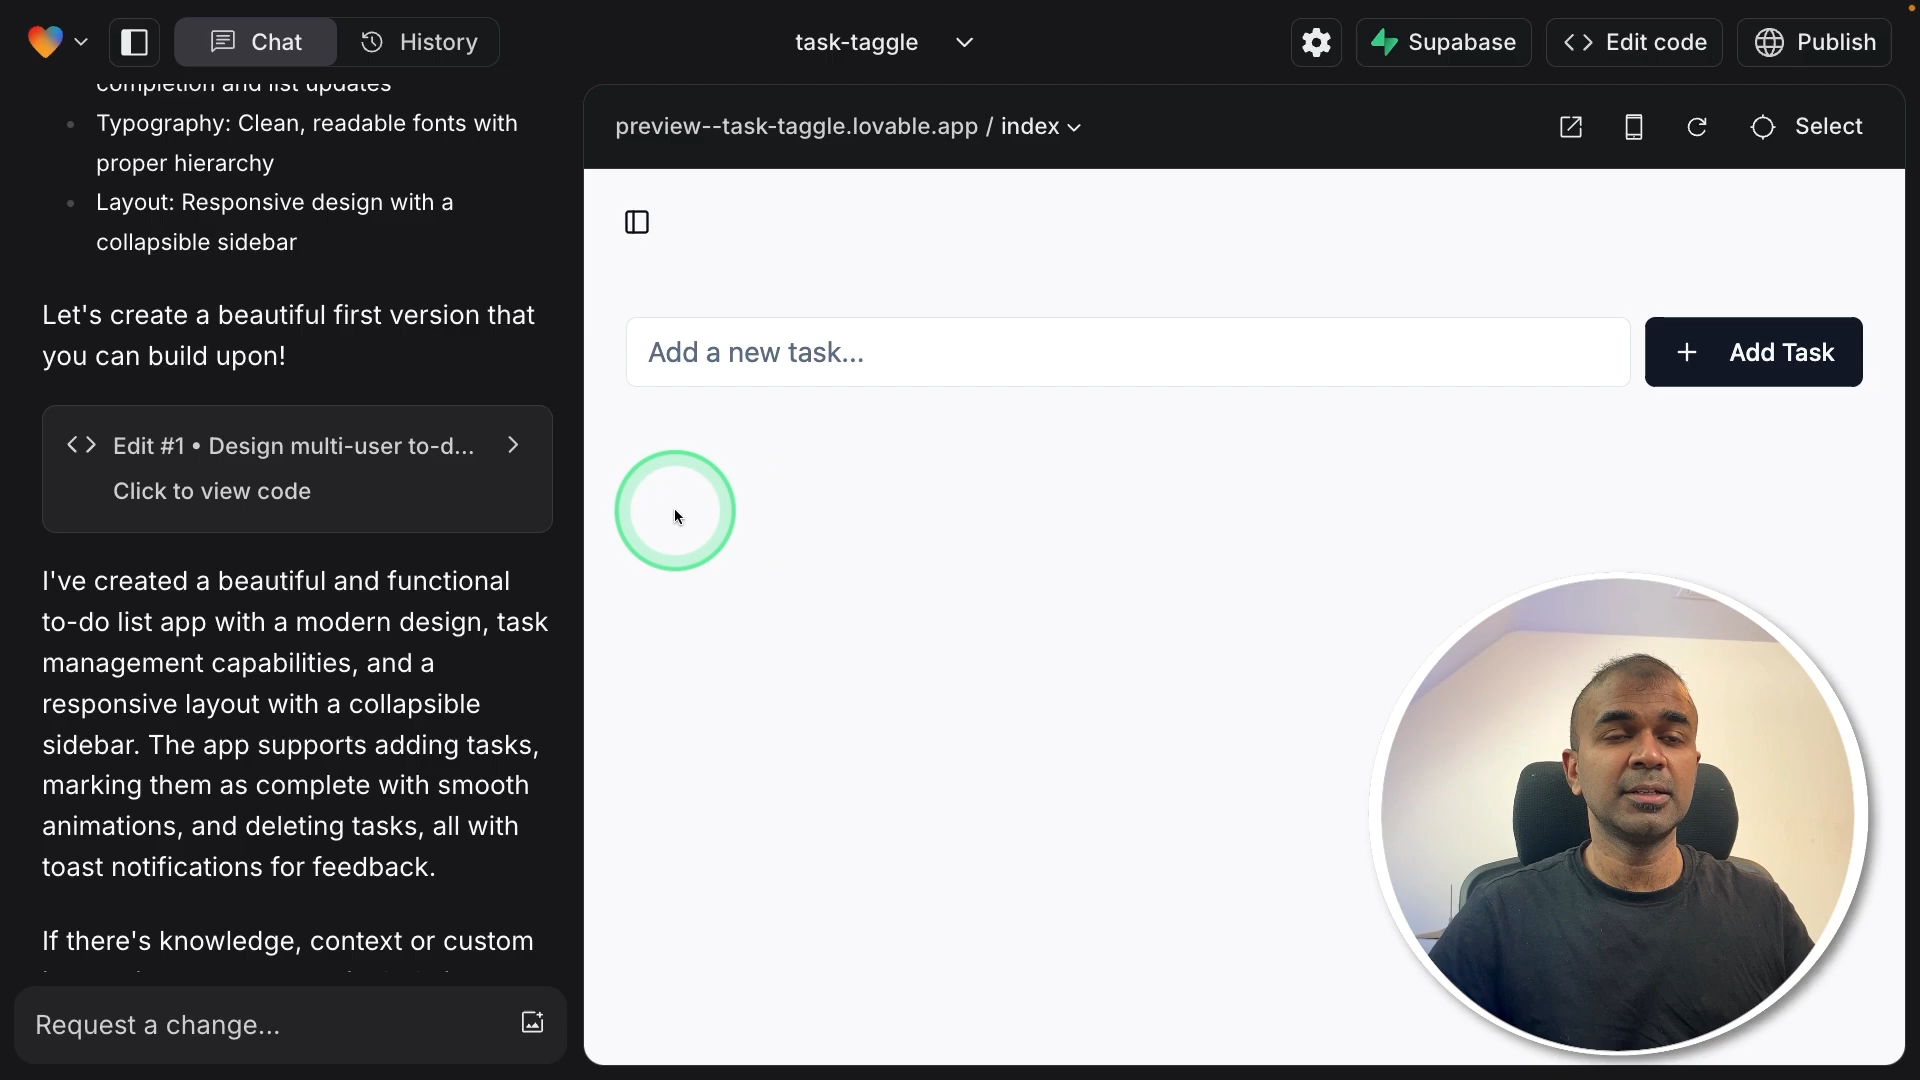 Chat
History
task-taggle
Supabase
Edit code
Publish
completion and list updates
Typography: Clean, readable fonts with
proper hierarchy
Layout: Responsive design with a
collapsible sidebar
Let's create a beautiful first version that
you can build upon!
Edit #1 • Design multi-user to-d...
Click to view code
I've created a beautiful and functional
to-do list app with a modern design, task
management capabilities, and a
responsive layout with a collapsible
sidebar. The app supports adding tasks,
marking them as complete with smooth
animations, and deleting tasks, all with
toast notifications for feedback.
If there's knowledge, context or custom
Request a change...
preview--task-taggle.lovable.app / index
Select
Add a new task...
+ Add Task